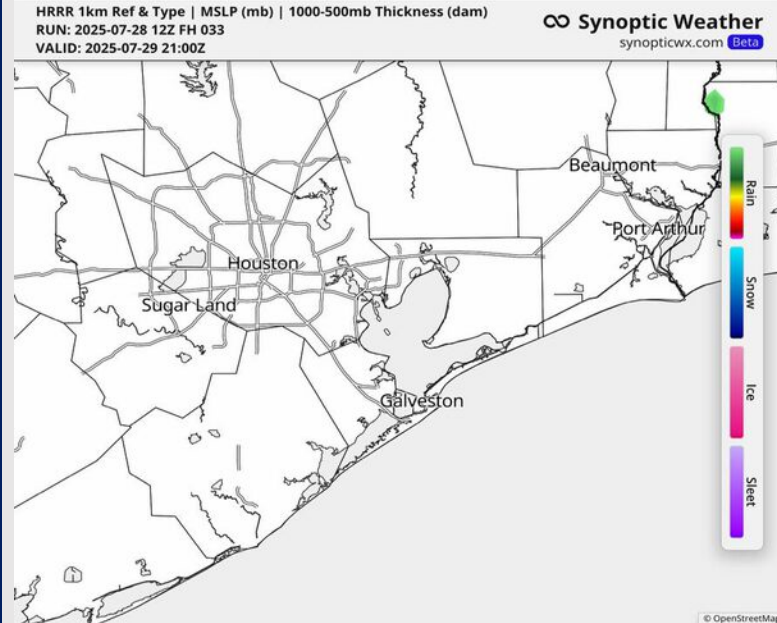 HRRR 1km Ref & Type | MSLP (mb) | 1000-500mb Thickness (dam)
RUN: 2025-07-28 12Z FH 033
VALID: 2025-07-29 21:00Z
Synoptic Weather
synopticwx.com Beta
Beaumont
Port Arthur
Houston
Sugar Land
Galveston
Rain
Snow
Ice
Sleet
© OpenStreetMap